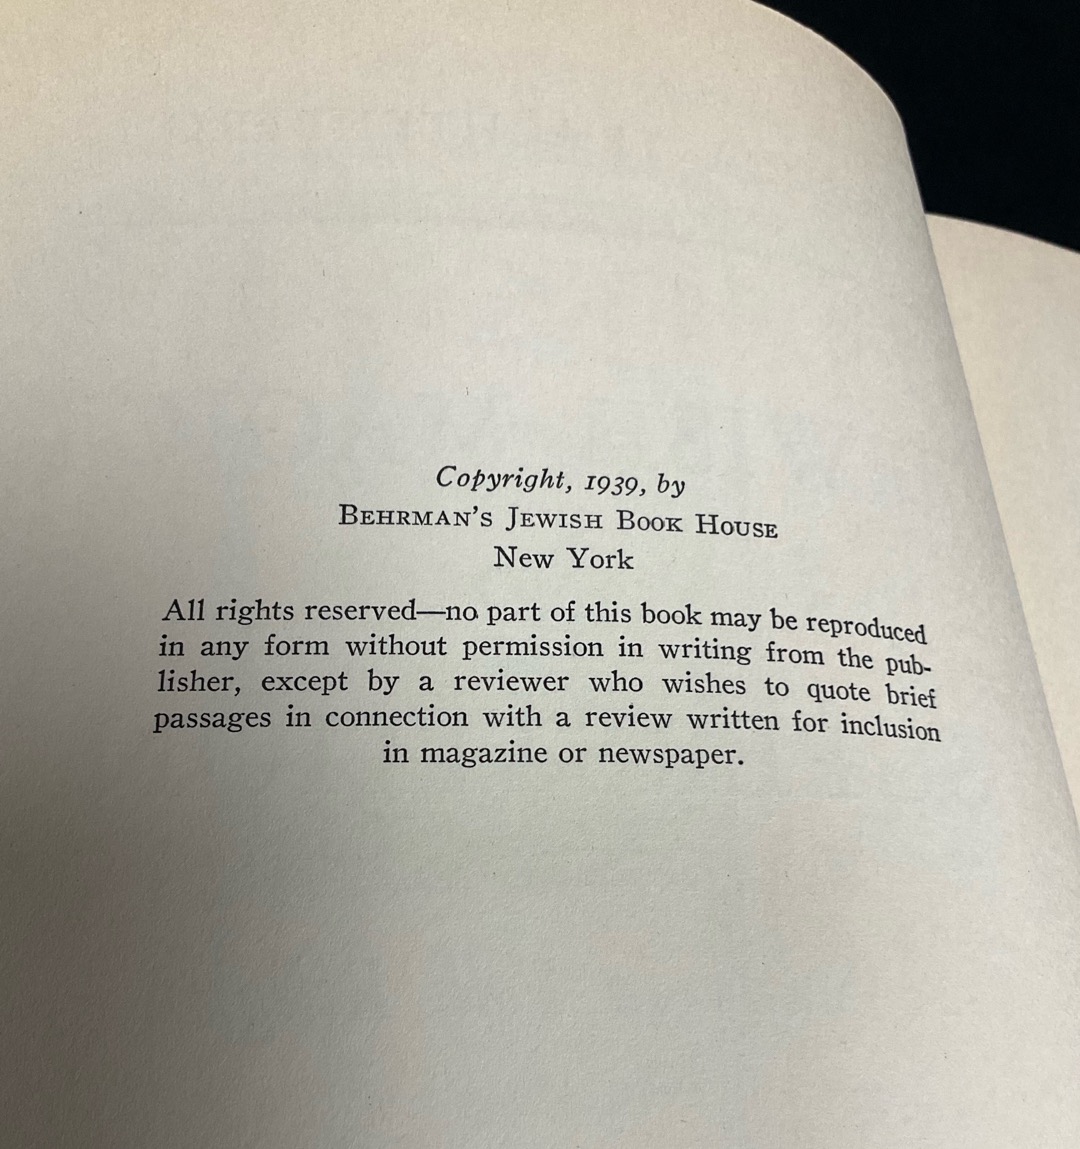 Copyright, 1939, by
BEHRMAN'S JEWISH BOOK HOUSE
New York
All rights reserved—no part of this book may be reproduced
in any form without permission in writing from the pub-
lisher, except by a reviewer who wishes to quote brief
passages in connection with a review written for inclusion
in magazine or newspaper.